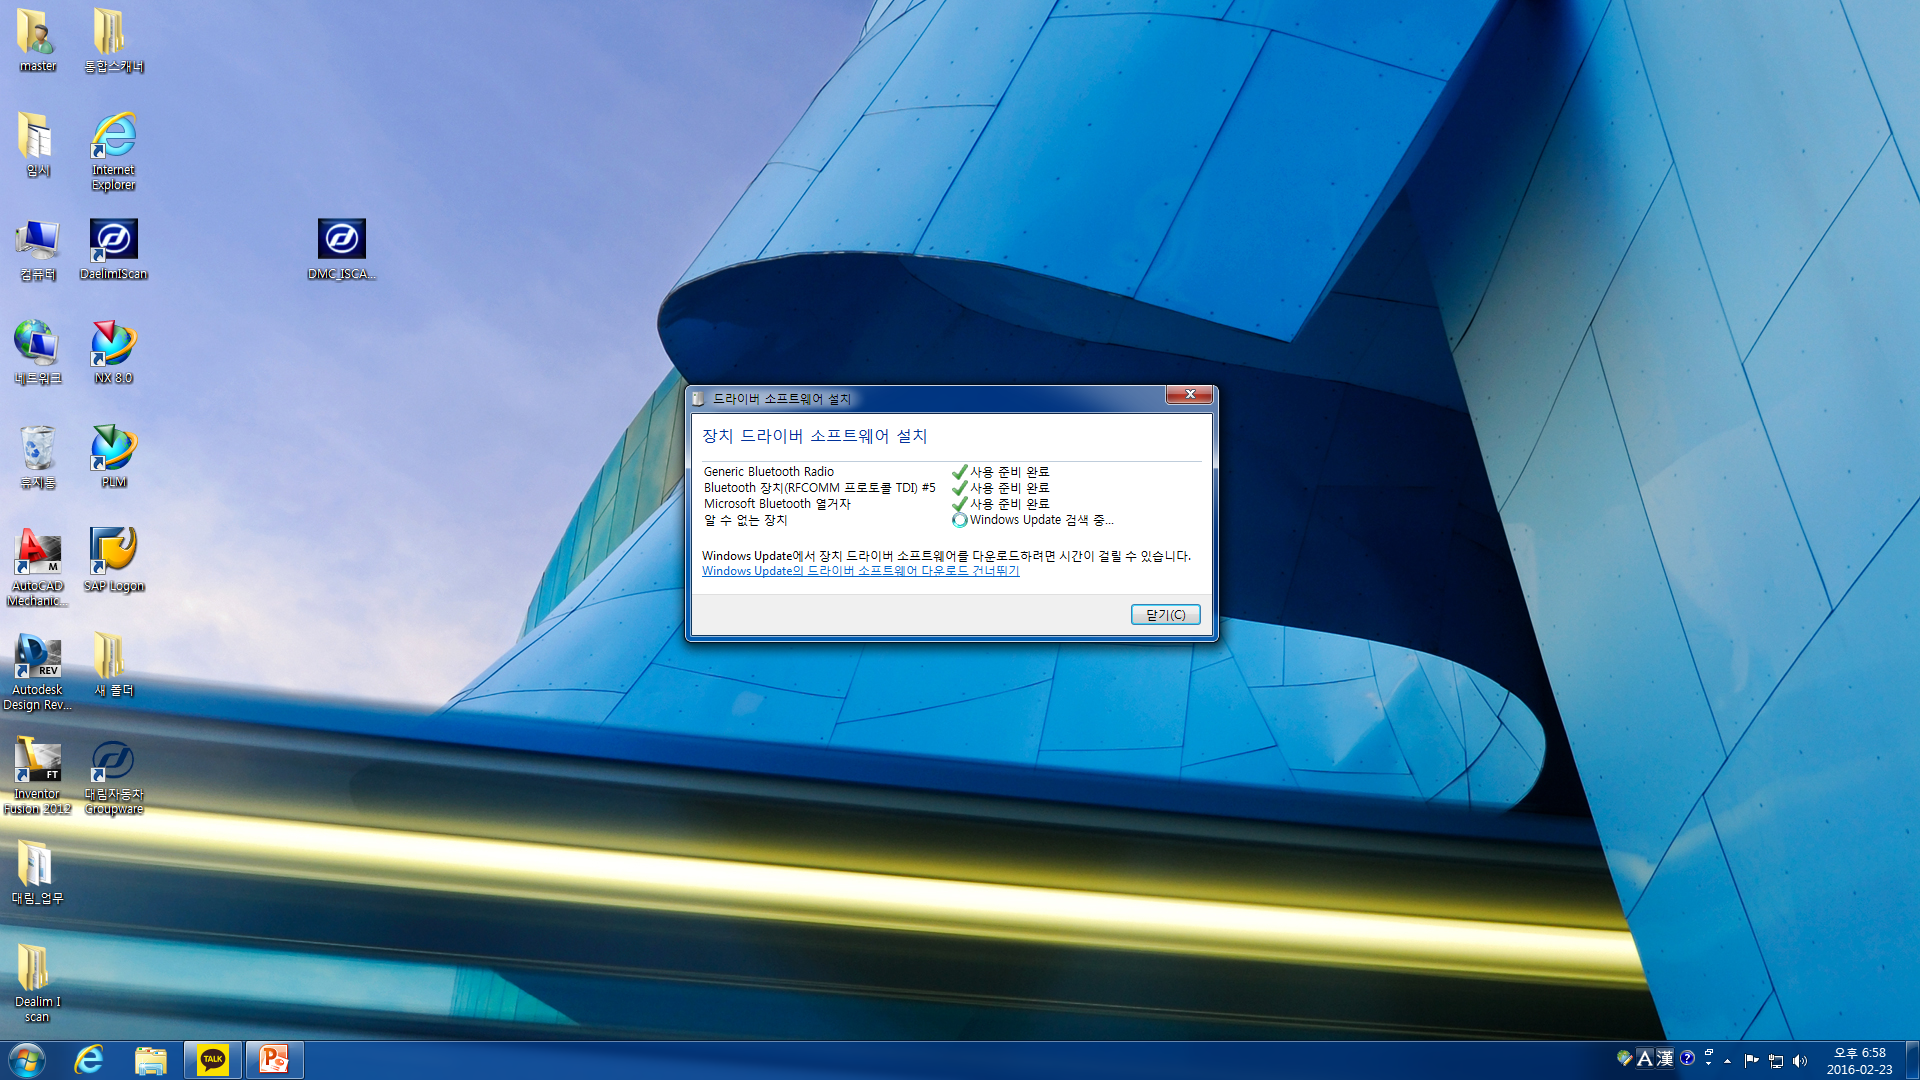 master
통합스캐너
임시
Internet
Explorer
컴퓨터
DaelimIScan
DMC_ISCA...
네트워크
NX 8.0
휴지통
PLM
AutoCAD
Mechanic...
SAP Logon
Autodesk
Design Rev...
새 폴더
Inventor
Fusion 2012
대림자동차
Groupware
대림_업무
Dealim I
scan
M
REV
FT
드라이버 소프트웨어 설치
장치 드라이버 소프트웨어 설치
Generic Bluetooth Radio 사용 준비 완료
Bluetooth 장치(RFCOMM 프로토콜 TDI) #5 사용 준비 완료
Microsoft Bluetooth 열거자 사용 준비 완료
알 수 없는 장치 Windows Update 검색 중...
Windows Update에서 장치 드라이버 소프트웨어를 다운로드하려면 시간이 걸릴 수 있습니다.
Windows Update의 드라이버 소프트웨어 다운로드 건너뛰기
닫기(C)
TALK
P
A 漢 ?
오후 6:58
2016-02-23